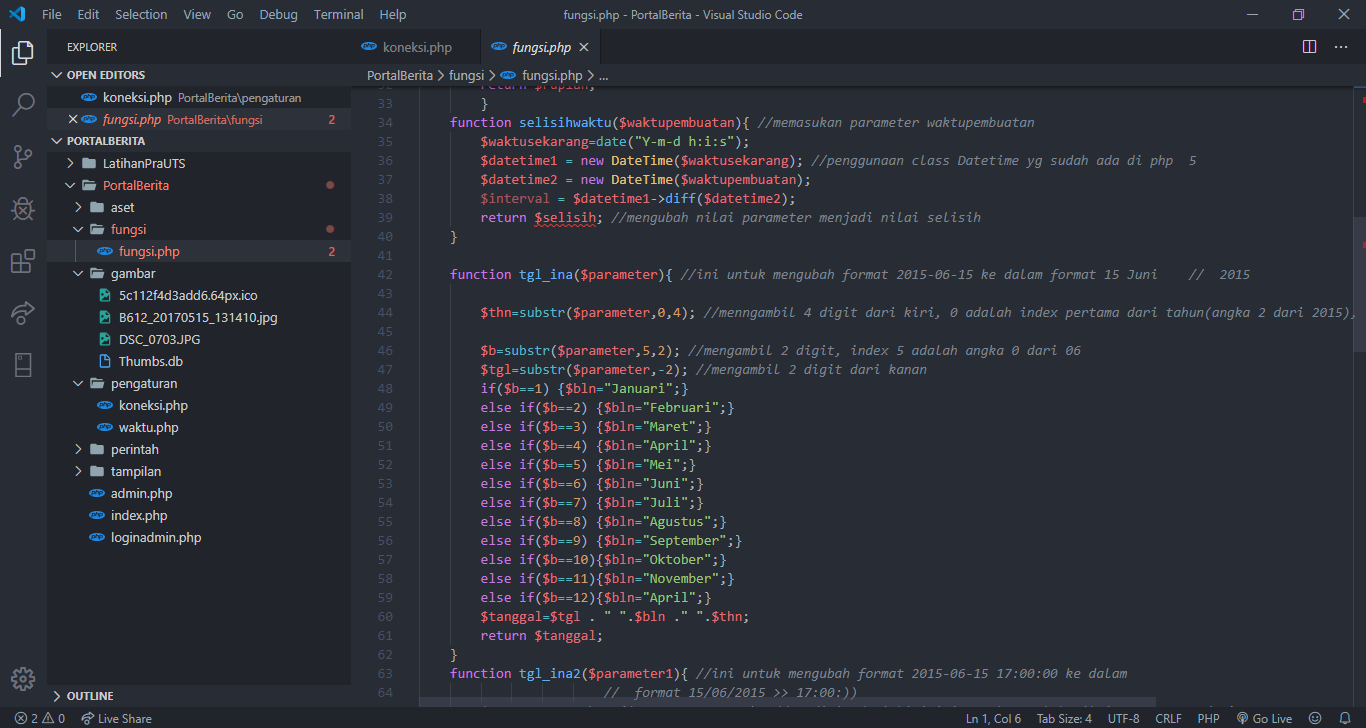 File Edit Selection View Go Debug Terminal Help
fungsi.php - PortalBerita - Visual Studio Code
EXPLORER
OPEN EDITORS
koneksi.php PortalBerita\pengaturan
fungsi.php PortalBerita\fungsi 2
PORTALBERITA
LatihanPraUTS
PortalBerita
aset
fungsi
fungsi.php 2
gambar
5c112f4d3add6.64px.ico
B612_20170515_131410.jpg
DSC_0703.JPG
Thumbs.db
pengaturan
koneksi.php
waktu.php
perintah
tampilan
admin.php
index.php
loginadmin.php
OUTLINE
koneksi.php
fungsi.php
PortalBerita > fungsi > fungsi.php > ...
32 return $rupiah;
33 }
34 function selisihwaktu($waktupembuatan){ //memasukan parameter waktupembuatan
35 $waktusekarang=date("Y-m-d h:i:s");
36 $datetime1 = new DateTime($waktusekarang); //penggunaan class Datetime yg sudah ada di php 5
37 $datetime2 = new DateTime($waktupembuatan);
38 $interval = $datetime1->diff($datetime2);
39 return $selisih; //mengubah nilai parameter menjadi nilai selisih
40 }
41
42 function tgl_ina($parameter){ //ini untuk mengubah format 2015-06-15 ke dalam format 15 Juni // 2015
43
44 $thn=substr($parameter,0,4); //menngambil 4 digit dari kiri, 0 adalah index pertama dari tahun(angka 2 dari 2015),
45
46 $b=substr($parameter,5,2); //mengambil 2 digit, index 5 adalah angka 0 dari 06
47 $tgl=substr($parameter,-2); //mengambil 2 digit dari kanan
48 if($b==1) {$bln="Januari";}
49 else if($b==2) {$bln="Februari";}
50 else if($b==3) {$bln="Maret";}
51 else if($b==4) {$bln="April";}
52 else if($b==5) {$bln="Mei";}
53 else if($b==6) {$bln="Juni";}
54 else if($b==7) {$bln="Juli";}
55 else if($b==8) {$bln="Agustus";}
56 else if($b==9) {$bln="September";}
57 else if($b==10){$bln="Oktober";}
58 else if($b==11){$bln="November";}
59 else if($b==12){$bln="April";}
60 $tanggal=$tgl . " ".$bln ." ".$thn;
61 return $tanggal;
62 }
63 function tgl_ina2($parameter1){ //ini untuk mengubah format 2015-06-15 17:00:00 ke dalam
64 // format 15/06/2015 >> 17:00:))
2 0 Live Share
Ln 1, Col 6 Tab Size: 4 UTF-8 CRLF PHP Go Live